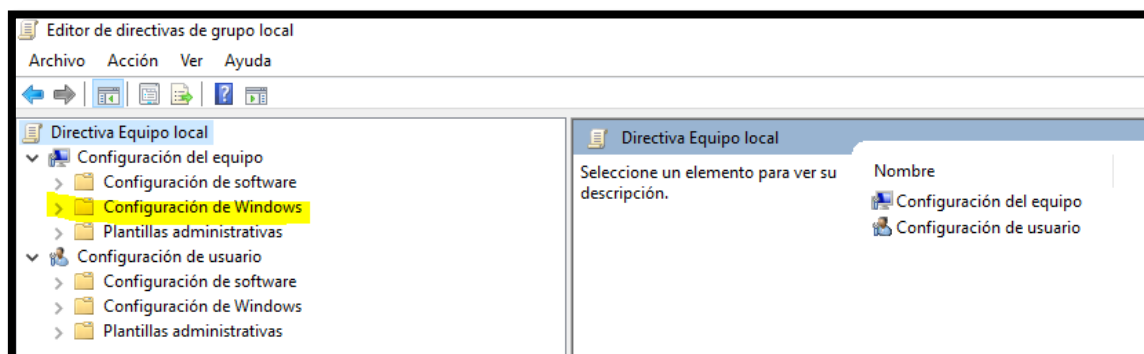 Editor de directivas de grupo local
Archivo Acción Ver Ayuda
Directiva Equipo local
Configuración del equipo
Configuración de software
Configuración de Windows
Plantillas administrativas
Configuración de usuario
Configuración de software
Configuración de Windows
Plantillas administrativas
Directiva Equipo local
Seleccione un elemento para ver su
descripción.
Nombre
Configuración del equipo
Configuración de usuario